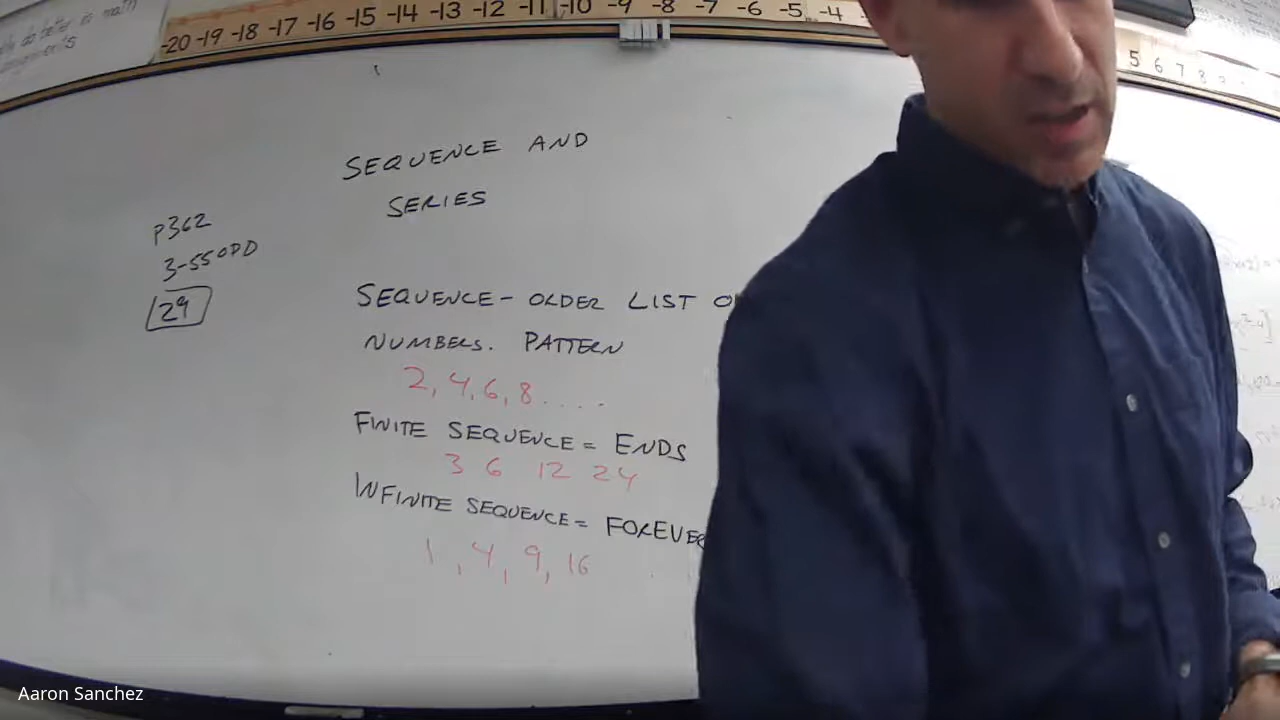 -20 -19 -18 -17 -16 -15 -14 -13 -12 -11 -10 -9 -8 -7 -6 -5 -4
5 6 7 8
SEQUENCE AND
SERIES
P362
3-55 ODD
29
SEQUENCE - ORDER LIST
NUMBERS. PATTERN
2, 4, 6, 8 . . . .
FINITE SEQUENCE = ENDS
3 6 12 24
INFINITE SEQUENCE = FOREVER
1, 4, 9, 16
Aaron Sanchez